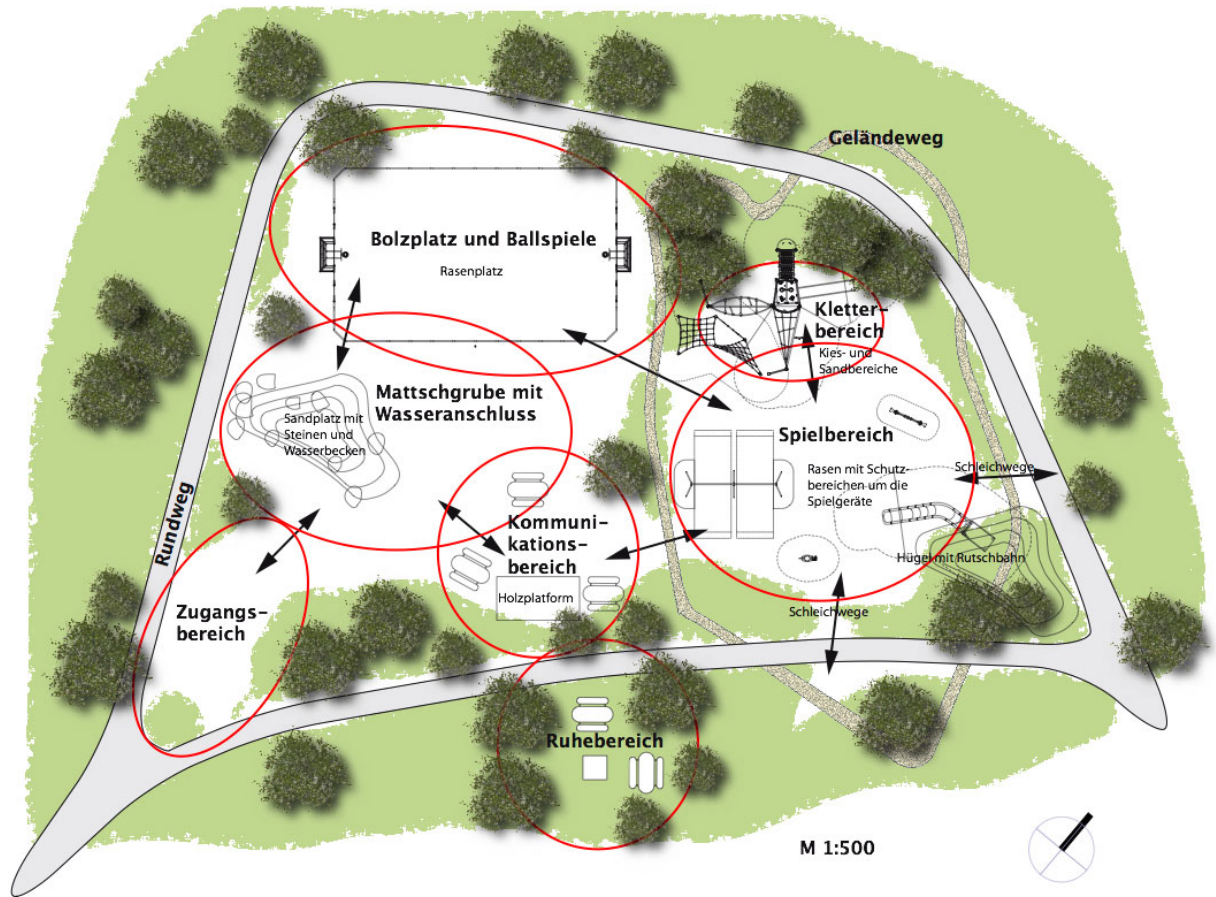 Geländeweg
Bolzplatz und Ballspiele
Rasenplatz
Kletter-
bereich
Kies- und
Sandbereiche
Mattschgrube mit
Wasseranschluss
Sandplatz mit
Steinen und
Wasserbecken
Spielbereich
Rasen mit Schutz-
bereichen um die
Spielgeräte
Schleichwege
Kommuni-
kations-
bereich
Holzplatform
Hügel mit Rutschbahn
Rundweg
Zugangs-
bereich
Schleichwege
Ruhebereich
M 1:500